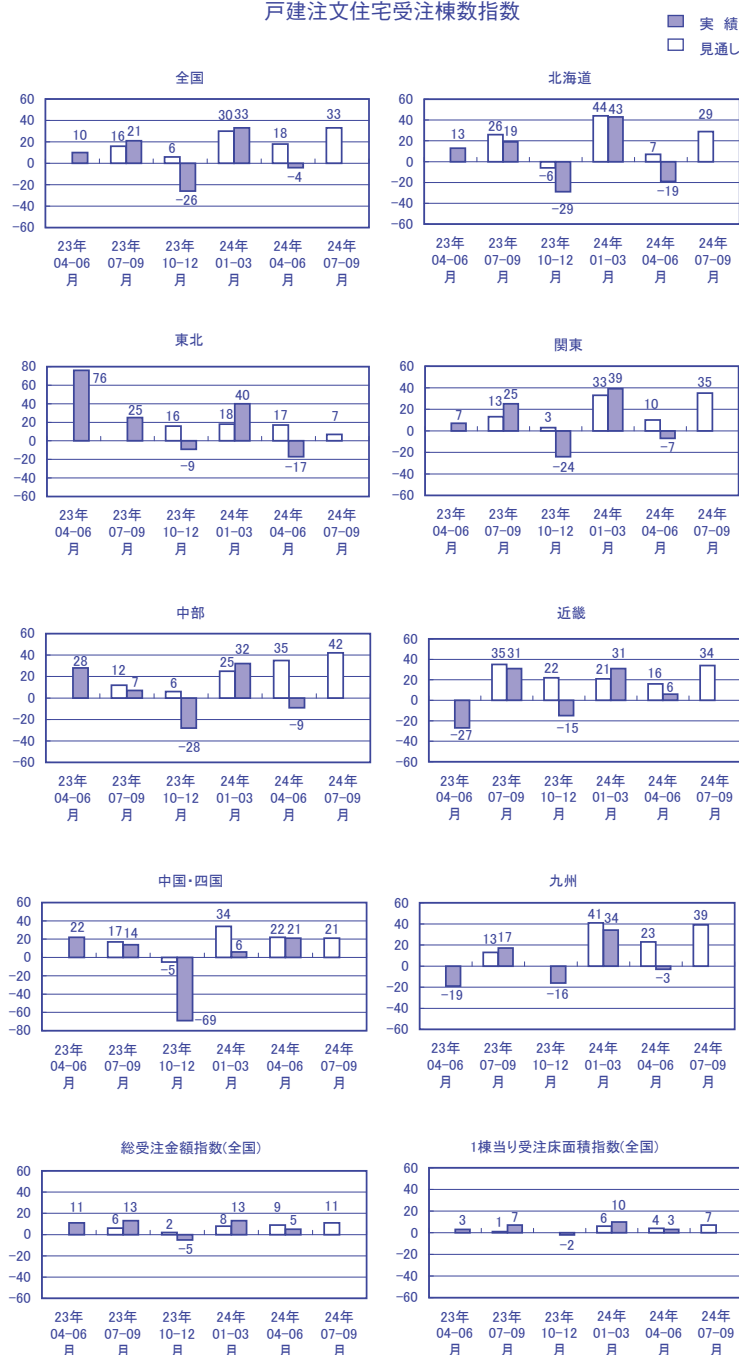 戸建注文住宅受注棟数指数
実 績
見通し
全国
60
40
20
0
-20
-40
-60
10
16
21
6
-26
30
33
18
-4
33
23年
04-06
月
23年
07-09
月
23年
10-12
月
24年
01-03
月
24年
04-06
月
24年
07-09
月
北海道
60
40
20
0
-20
-40
-60
13
26
19
-6
-29
44
43
7
-19
29
23年
04-06
月
23年
07-09
月
23年
10-12
月
24年
01-03
月
24年
04-06
月
24年
07-09
月
東北
80
60
40
20
0
-20
-40
-60
76
25
16
-9
18
40
17
-17
7
23年
04-06
月
23年
07-09
月
23年
10-12
月
24年
01-03
月
24年
04-06
月
24年
07-09
月
関東
60
40
20
0
-20
-40
-60
7
13
25
3
-24
33
39
10
-7
35
23年
04-06
月
23年
07-09
月
23年
10-12
月
24年
01-03
月
24年
04-06
月
24年
07-09
月
中部
60
40
20
0
-20
-40
-60
28
12
7
6
-28
25
32
35
-9
42
23年
04-06
月
23年
07-09
月
23年
10-12
月
24年
01-03
月
24年
04-06
月
24年
07-09
月
近畿
60
40
20
0
-20
-40
-60
-27
35
31
22
-15
21
31
16
6
34
23年
04-06
月
23年
07-09
月
23年
10-12
月
24年
01-03
月
24年
04-06
月
24年
07-09
月
中国・四国
60
40
20
0
-20
-40
-60
-80
22
17
14
-5
-69
34
6
22
21
21
23年
04-06
月
23年
07-09
月
23年
10-12
月
24年
01-03
月
24年
04-06
月
24年
07-09
月
九州
60
40
20
0
-20
-40
-60
-19
13
17
-16
41
34
23
-3
39
23年
04-06
月
23年
07-09
月
23年
10-12
月
24年
01-03
月
24年
04-06
月
24年
07-09
月
総受注金額指数(全国)
60
40
20
0
-20
-40
-60
11
6
13
2
-5
8
13
9
5
11
23年
04-06
月
23年
07-09
月
23年
10-12
月
24年
01-03
月
24年
04-06
月
24年
07-09
月
1棟当り受注床面積指数(全国)
60
40
20
0
-20
-40
-60
3
1
7
-2
6
10
4
3
7
23年
04-06
月
23年
07-09
月
23年
10-12
月
24年
01-03
月
24年
04-06
月
24年
07-09
月